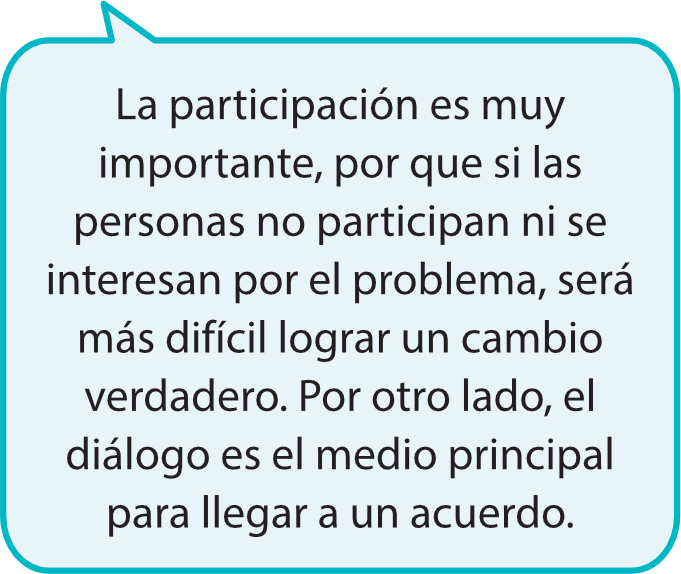 La participación es muy
importante, por que si las
personas no participan ni se
interesan por el problema, será
más difícil lograr un cambio
verdadero. Por otro lado, el
diálogo es el medio principal
para llegar a un acuerdo.